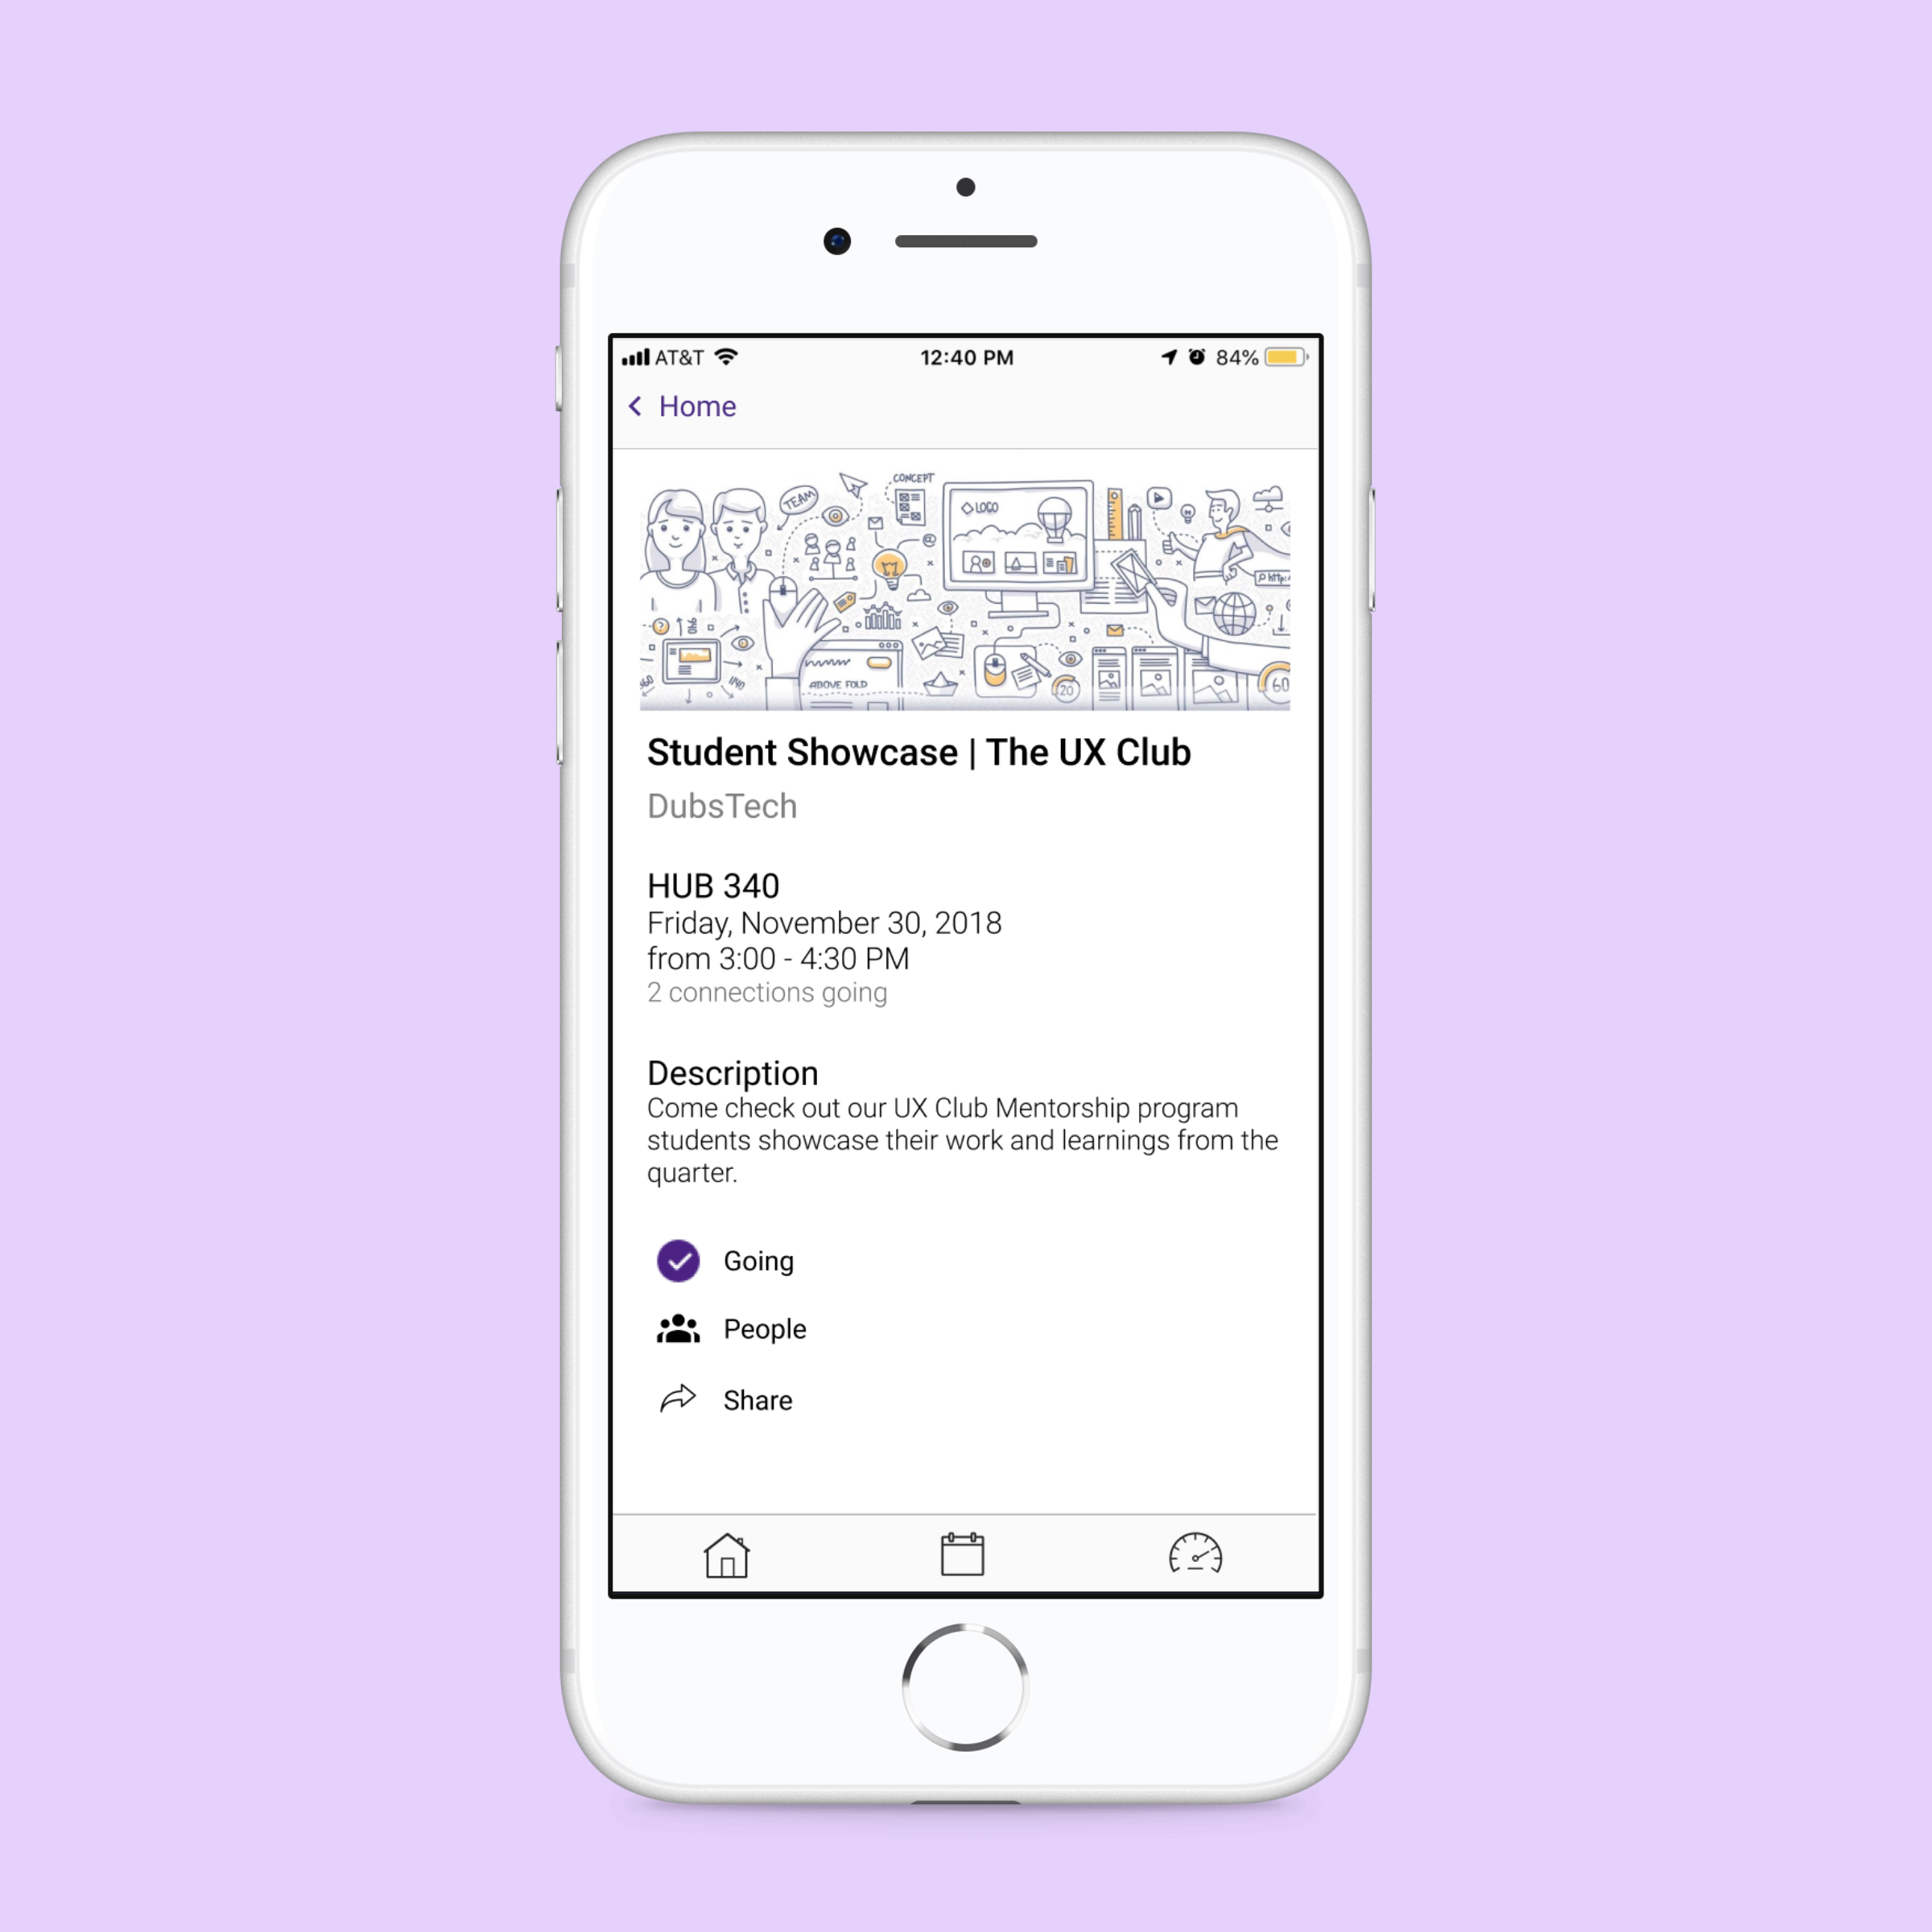 AT&T 12:40 PM 84%
Home
CONCEPT
TEAM
LOGO
http:
960
ABOVE FOLD
1140
20
60
Student Showcase | The UX Club
DubsTech
HUB 340
Friday, November 30, 2018
from 3:00 - 4:30 PM
2 connections going
Description
Come check out our UX Club Mentorship program
students showcase their work and learnings from the
quarter.
Going
People
Share